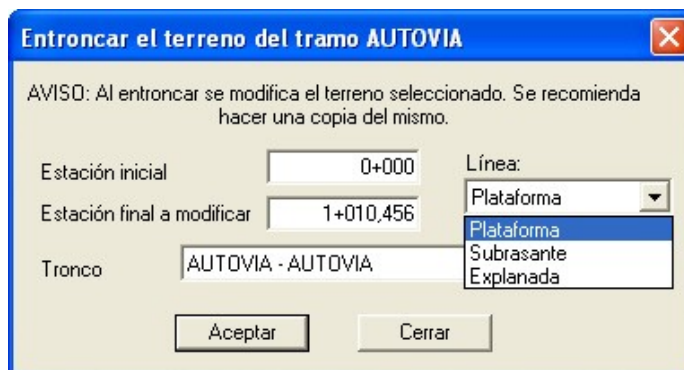 Entroncar el terreno del tramo AUTOVIA
AVISO: Al entroncar se modifica el terreno seleccionado. Se recomienda
hacer una copia del mismo.
Estación inicial 0+000 Línea:
Estación final a modificar 1+010,456 Plataforma
Plataforma
Subrasante
Explanada
Tronco AUTOVIA - AUTOVIA
Aceptar Cerrar